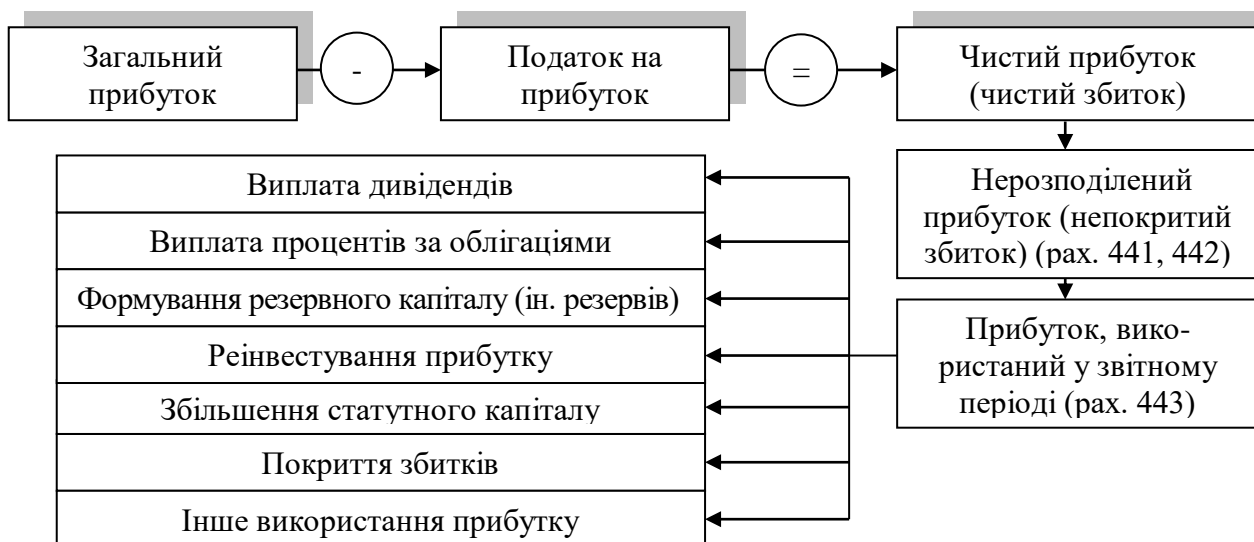 Загальний
прибуток
-
Податок на
прибуток
=
Чистий прибуток
(чистий збиток)
Нерозподілений
прибуток (непокритий
збиток) (рах. 441, 442)
Прибуток, вико-
ристаний у звітному
періоді (рах. 443)
Виплата дивідендів
Виплата процентів за облігаціями
Формування резервного капіталу (ін. резервів)
Реінвестування прибутку
Збільшення статутного капіталу
Покриття збитків
Інше використання прибутку